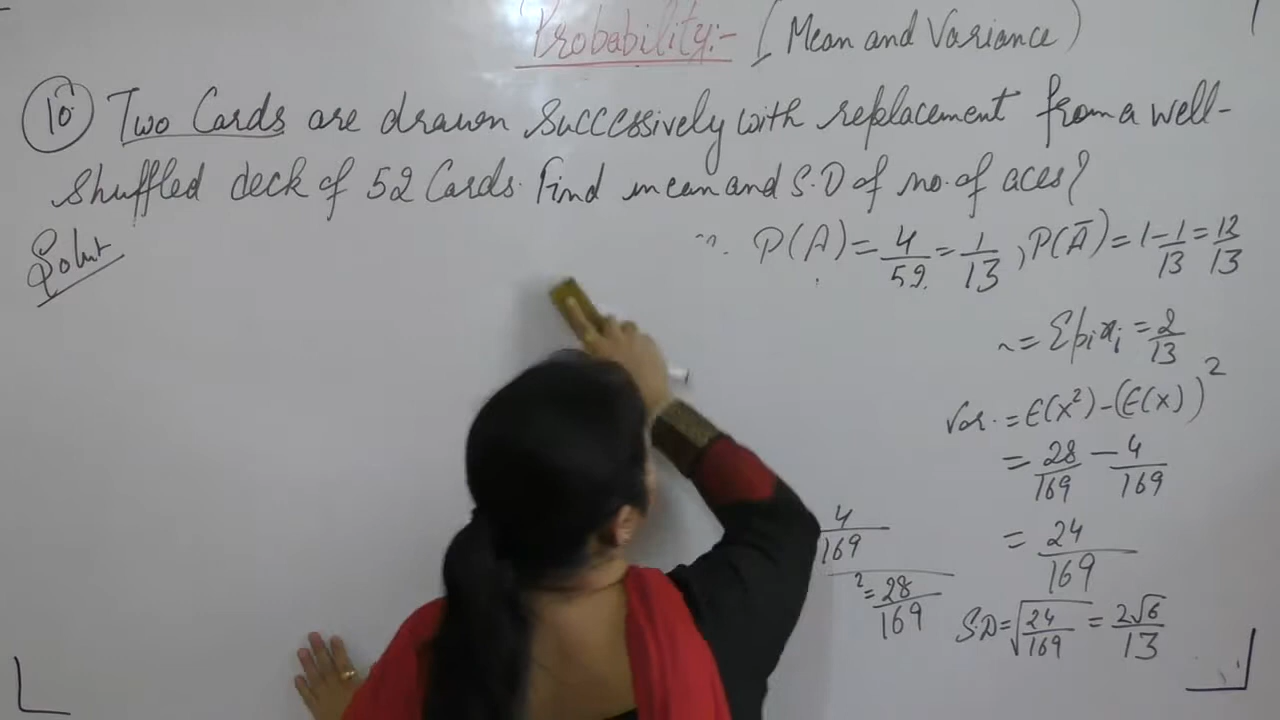 Probability:- (Mean and Variance)
10. Two Cards are drawn successively with replacement from a well-
shuffled deck of 52 Cards. Find mean and S.D of no. of aces?
Solut
P(A) = 4/52 = 1/13, P(Ā) = 1 - 1/13 = 12/13
= Σpixi = 2/13
Var. = E(X²) - (E(X))²
= 28/169 - 4/169
4/169
= 24/169
² = 28/169
S.D = √24/169 = 2√6/13